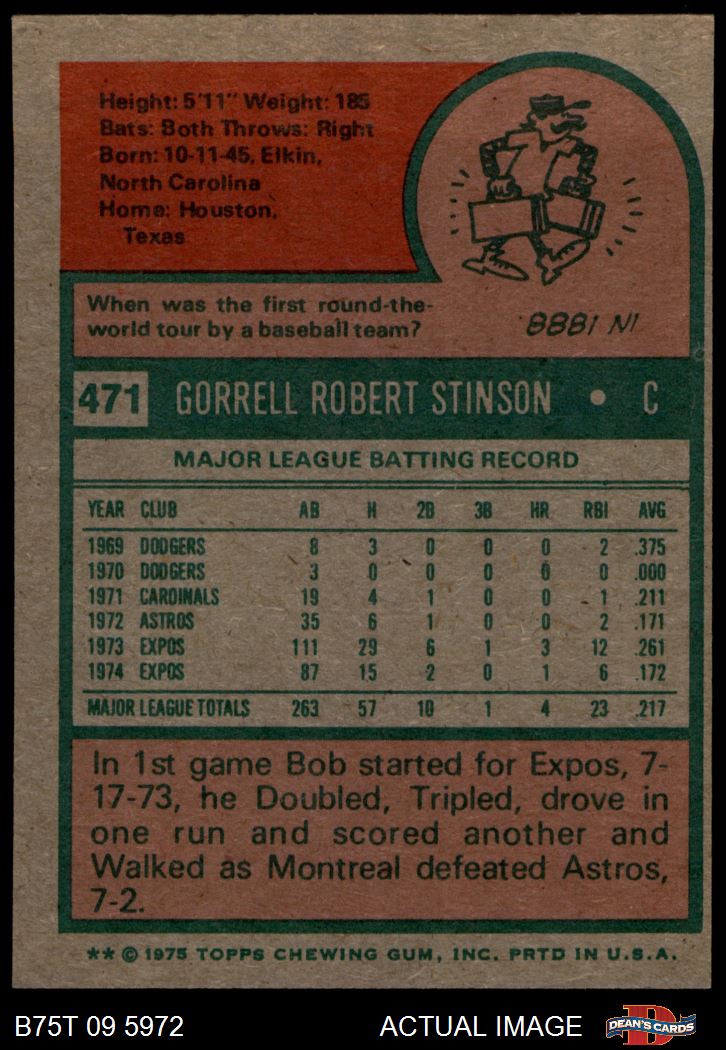 Height: 5'11" Weight: 185
Bats: Both Throws: Right
Born: 10-11-45, Elkin,
North Carolina
Home: Houston,
Texas
When was the first round-the-
world tour by a baseball team?
IN 1888
471 GORRELL ROBERT STINSON • C
MAJOR LEAGUE BATTING RECORD
YEAR CLUB AB H 2B 3B HR RBI AVG
1969 DODGERS 8 3 0 0 0 2 .375
1970 DODGERS 3 0 0 0 0 0 .000
1971 CARDINALS 19 4 1 0 0 1 .211
1972 ASTROS 35 6 1 0 0 2 .171
1973 EXPOS 111 29 6 1 3 12 .261
1974 EXPOS 87 15 2 0 1 6 .172
MAJOR LEAGUE TOTALS 263 57 10 1 4 23 .217
In 1st game Bob started for Expos, 7-
17-73, he Doubled, Tripled, drove in
one run and scored another and
Walked as Montreal defeated Astros,
7-2.
** © 1975 TOPPS CHEWING GUM, INC. PRTD IN U.S.A.
B75T 09 5972 ACTUAL IMAGE D DEAN'S CARDS